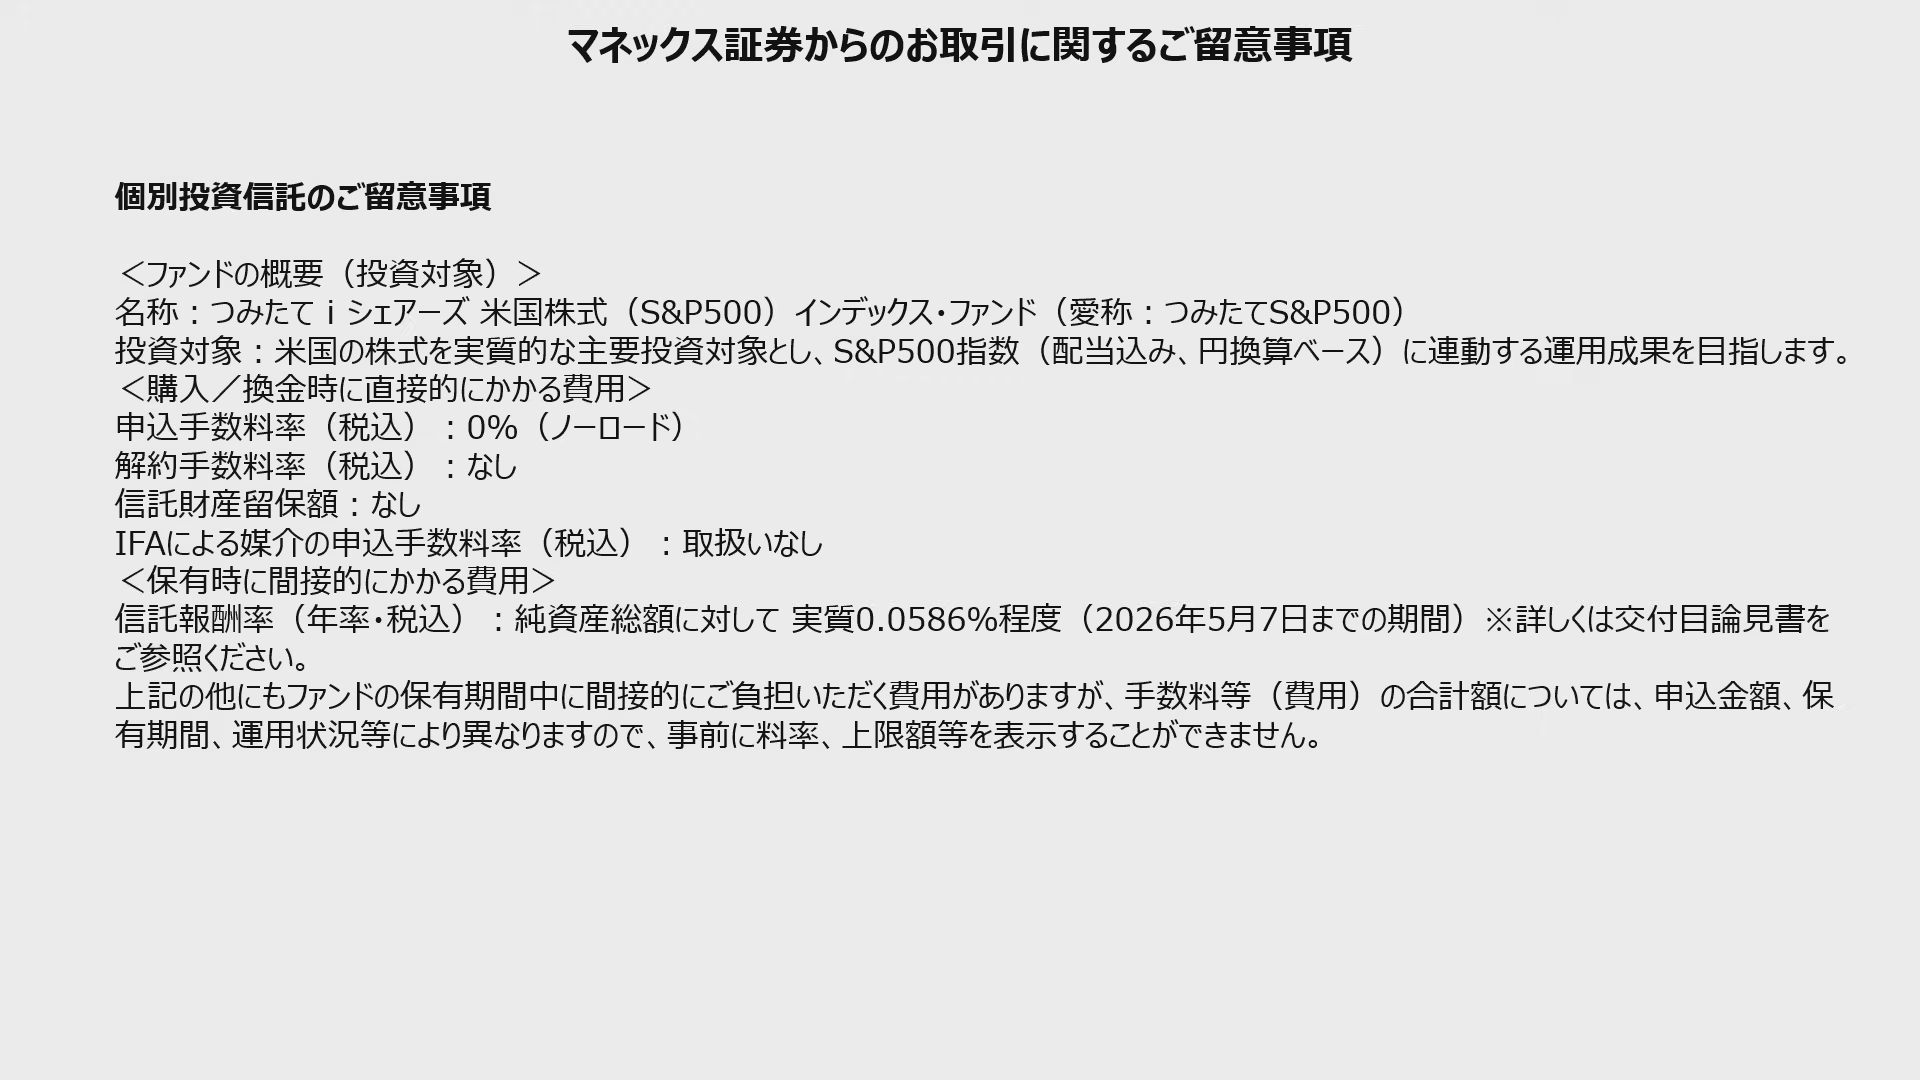 マネックス証券からのお取引に関するご留意事項
個別投資信託のご留意事項
＜ファンドの概要（投資対象）＞
名称：つみたてｉシェアーズ 米国株式（S&P500）インデックス・ファンド（愛称：つみたてS&P500）
投資対象：米国の株式を実質的な主要投資対象とし、S&P500指数（配当込み、円換算ベース）に連動する運用成果を目指します。
＜購入／換金時に直接的にかかる費用＞
申込手数料率（税込）：0%（ノーロード）
解約手数料率（税込）：なし
信託財産留保額：なし
IFAによる媒介の申込手数料率（税込）：取扱いなし
＜保有時に間接的にかかる費用＞
信託報酬率（年率・税込）：純資産総額に対して 実質0.0586%程度（2026年5月7日までの期間）※詳しくは交付目論見書を
ご参照ください。
上記の他にもファンドの保有期間中に間接的にご負担いただく費用がありますが、手数料等（費用）の合計額については、申込金額、保
有期間、運用状況等により異なりますので、事前に料率、上限額等を表示することができません。